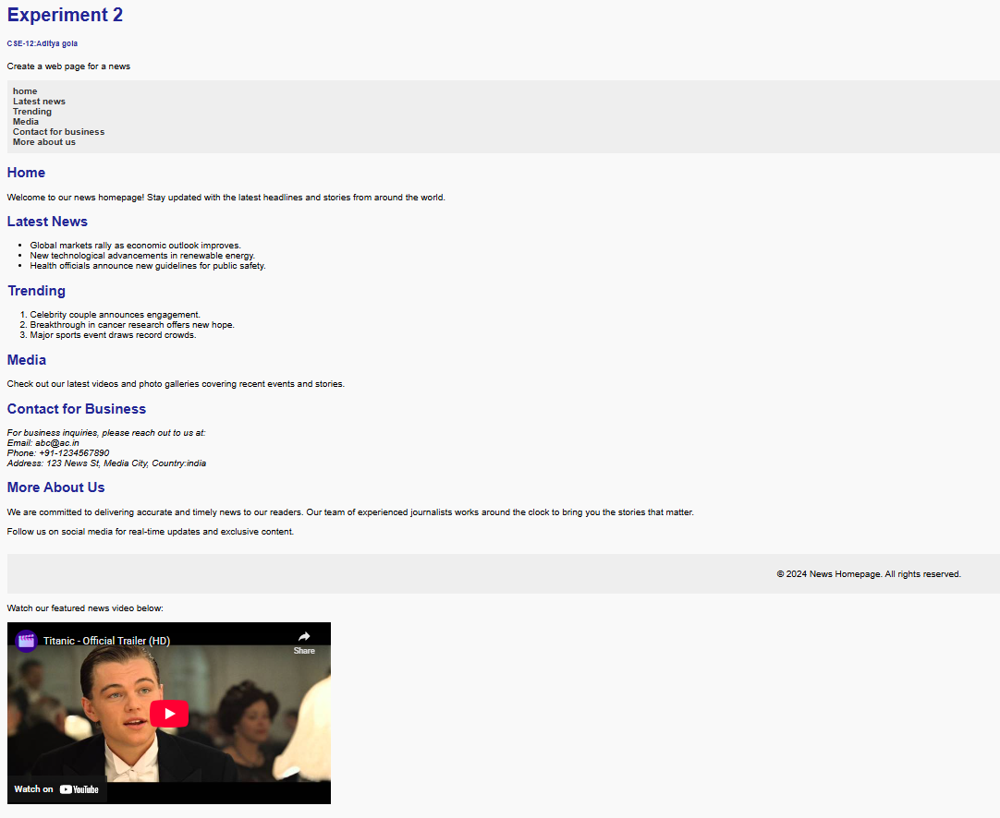 Experiment 2
CSE-12:Aditya gola
Create a web page for a news
home
Latest news
Trending
Media
Contact for business
More about us
Home
Welcome to our news homepage! Stay updated with the latest headlines and stories from around the world.
Latest News
• Global markets rally as economic outlook improves.
• New technological advancements in renewable energy.
• Health officials announce new guidelines for public safety.
Trending
1. Celebrity couple announces engagement.
2. Breakthrough in cancer research offers new hope.
3. Major sports event draws record crowds.
Media
Check out our latest videos and photo galleries covering recent events and stories.
Contact for Business
For business inquiries, please reach out to us at:
Email: abc@ac.in
Phone: +91-1234567890
Address: 123 News St, Media City, Country:india
More About Us
We are committed to delivering accurate and timely news to our readers. Our team of experienced journalists works around the clock to bring you the stories that matter.
Follow us on social media for real-time updates and exclusive content.
© 2024 News Homepage. All rights reserved.
Watch our featured news video below:
Titanic - Official Trailer (HD)
Share
Watch on YouTube